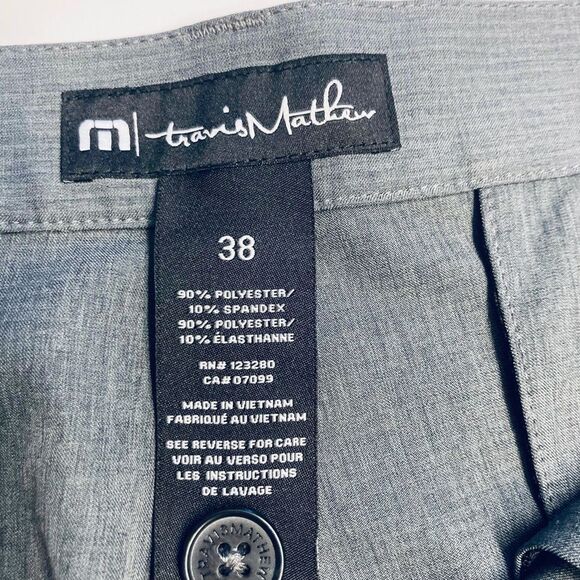 travisMathew
38
90% POLYESTER/
10% SPANDEX
90% POLYESTER/
10% ÉLASTHANNE
RN# 123280
CA# 07099
MADE IN VIETNAM
FABRIQUÉ AU VIETNAM
SEE REVERSE FOR CARE
VOIR AU VERSO POUR
LES INSTRUCTIONS
DE LAVAGE
TRAVISMATHEW